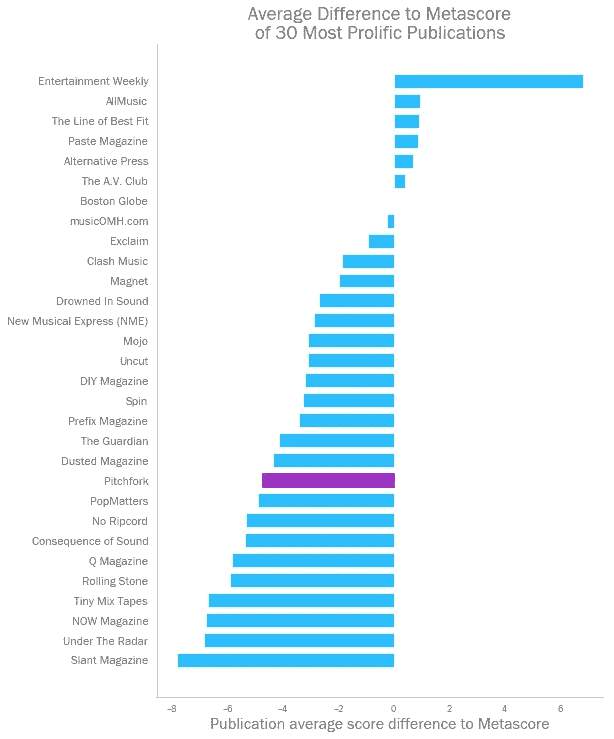 Average Difference to Metascore
of 30 Most Prolific Publications
Entertainment Weekly
AllMusic
The Line of Best Fit
Paste Magazine
Alternative Press
The A.V. Club
Boston Globe
musicOMH.com
Exclaim
Clash Music
Magnet
Drowned In Sound
New Musical Express (NME)
Mojo
Uncut
DIY Magazine
Spin
Prefix Magazine
The Guardian
Dusted Magazine
Pitchfork
PopMatters
No Ripcord
Consequence of Sound
Q Magazine
Rolling Stone
Tiny Mix Tapes
NOW Magazine
Under The Radar
Slant Magazine
-8 -6 -4 -2 0 2 4 6
Publication average score difference to Metascore